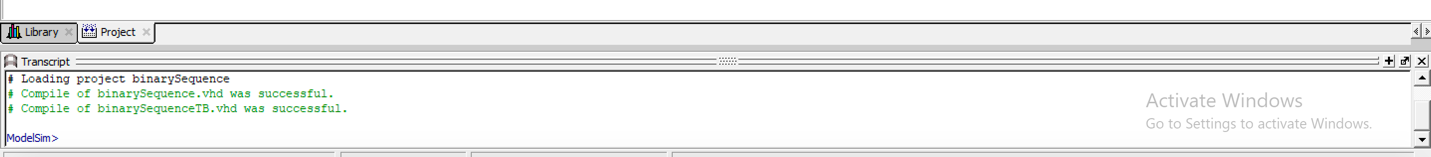 Library
Project
Transcript
# Loading project binarySequence
# Compile of binarySequence.vhd was successful.
# Compile of binarySequenceTB.vhd was successful.
Activate Windows
Go to Settings to activate Windows.
ModelSim>